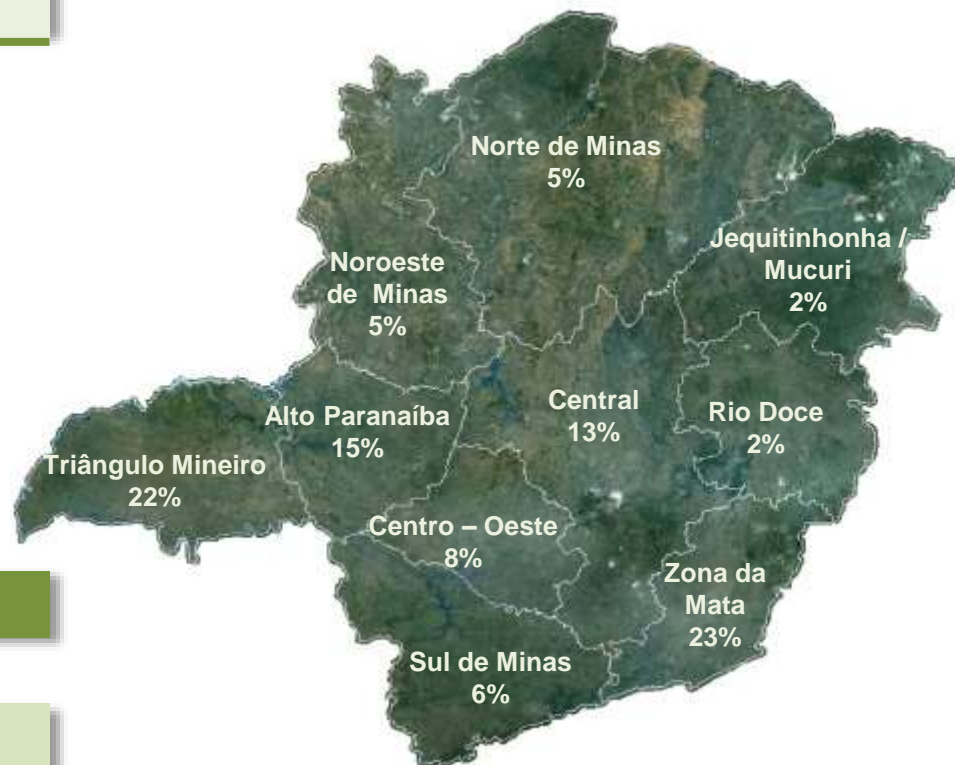 Norte de Minas
5%
Jequitinhonha /
Mucuri
2%
Noroeste
de Minas
5%
Central
13%
Rio Doce
2%
Alto Paranaíba
15%
Triângulo Mineiro
22%
Centro – Oeste
8%
Zona da
Mata
23%
Sul de Minas
6%